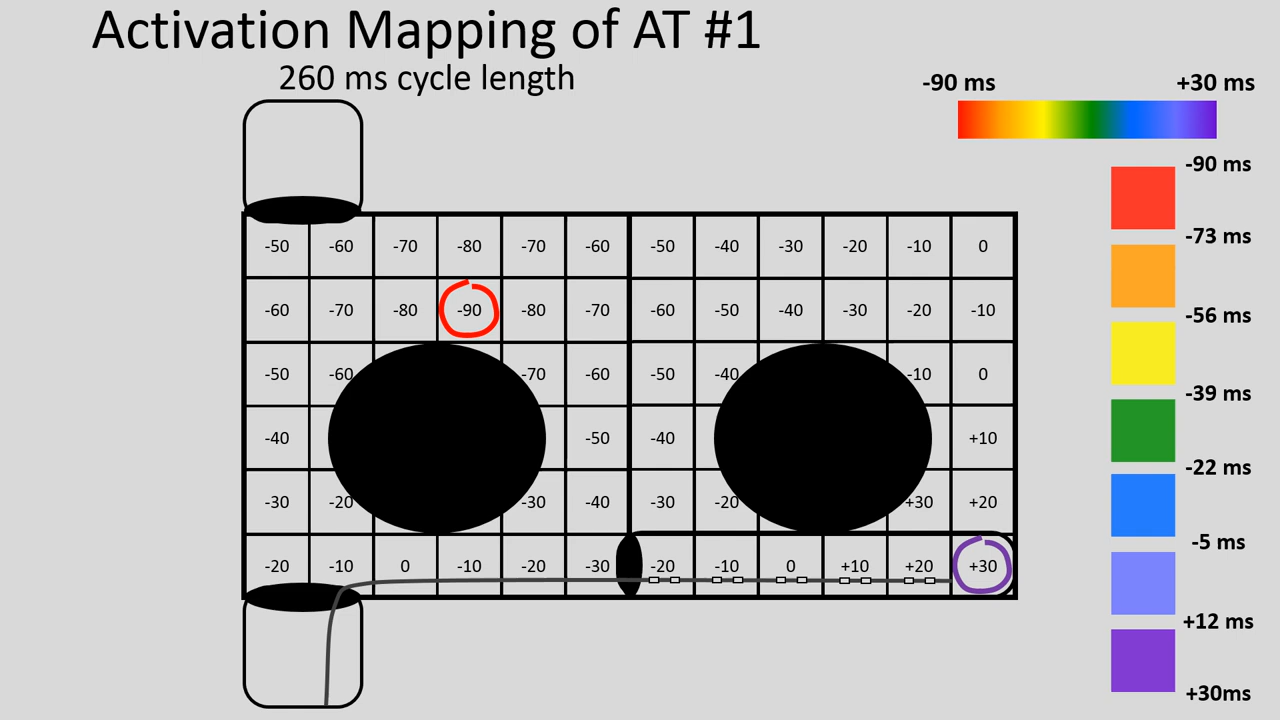 Activation Mapping of AT #1
260 ms cycle length
-90 ms +30 ms
-90 ms
-73 ms
-50 -60 -70 -80 -70 -60 -50 -40 -30 -20 -10 0
-60 -70 -80 -90 -80 -70 -60 -50 -40 -30 -20 -10
-56 ms
-50 -60 -70 -60 -50 -40 -10 0
-39 ms
-40 -50 -40 +10
-22 ms
-30 -20 -30 -40 -30 -20 +30 +20
-5 ms
-20 -10 0 -10 -20 -30 -20 -10 0 +10 +20 +30
+12 ms
+30ms